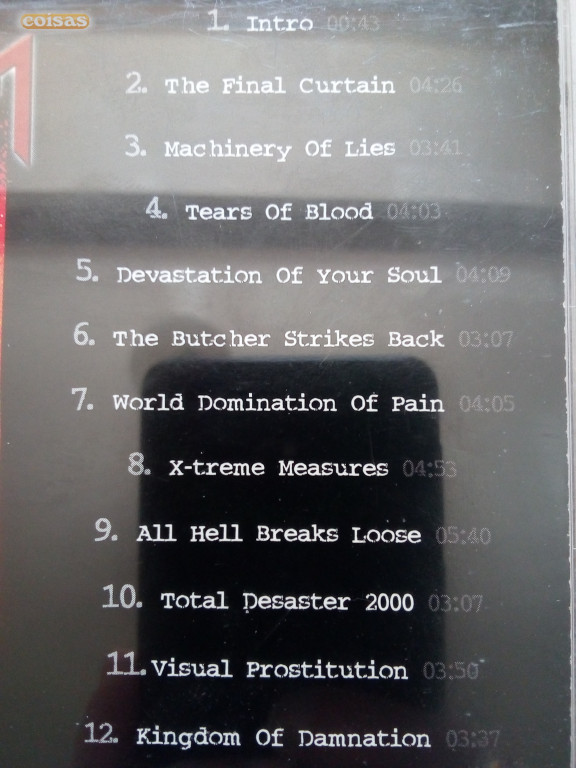 coisas
1. Intro 00:43
2. The Final Curtain 04:26
3. Machinery Of Lies 03:41
4. Tears Of Blood 04:03
5. Devastation Of Your Soul 04:09
6. The Butcher Strikes Back 03:07
7. World Domination Of Pain 04:05
8. X-treme Measures 04:53
9. All Hell Breaks Loose 05:40
10. Total Desaster 2000 03:07
11. Visual Prostitution 03:50
12. Kingdom Of Damnation 03:37